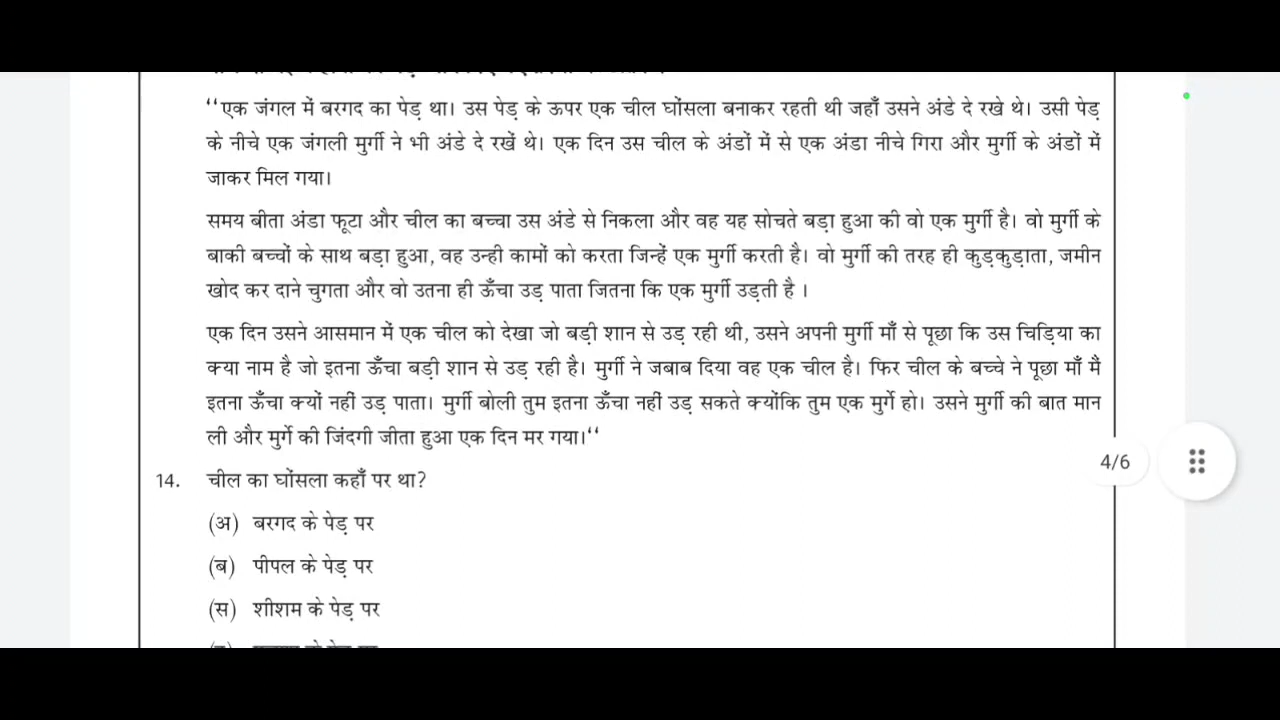 ‘‘एक जंगल में बरगद का पेड़ था। उस पेड़ के ऊपर एक चील घोंसला बनाकर रहती थी जहाँ उसने अंडे दे रखे थे। उसी पेड़
के नीचे एक जंगली मुर्गी ने भी अंडे दे रखें थे। एक दिन उस चील के अंडों में से एक अंडा नीचे गिरा और मुर्गी के अंडों में
जाकर मिल गया।
समय बीता अंडा फूटा और चील का बच्चा उस अंडे से निकला और वह यह सोचते बड़ा हुआ की वो एक मुर्गी है। वो मुर्गी के
बाकी बच्चों के साथ बड़ा हुआ, वह उन्ही कामों को करता जिन्हें एक मुर्गी करती है। वो मुर्गी की तरह ही कुड़कुड़ाता, जमीन
खोद कर दाने चुगता और वो उतना ही ऊँचा उड़ पाता जितना कि एक मुर्गी उड़ती है ।
एक दिन उसने आसमान में एक चील को देखा जो बड़ी शान से उड़ रही थी, उसने अपनी मुर्गी माँ से पूछा कि उस चिड़िया का
क्या नाम है जो इतना ऊँचा बड़ी शान से उड़ रही है। मुर्गी ने जबाब दिया वह एक चील है। फिर चील के बच्चे ने पूछा माँ मैं
इतना ऊँचा क्यों नहीं उड़ पाता। मुर्गी बोली तुम इतना ऊँचा नहीं उड़ सकते क्योंकि तुम एक मुर्गे हो। उसने मुर्गी की बात मान
ली और मुर्गे की जिंदगी जीता हुआ एक दिन मर गया।‘‘
4/6
14. चील का घोंसला कहाँ पर था?
(अ) बरगद के पेड़ पर
(ब) पीपल के पेड़ पर
(स) शीशम के पेड़ पर